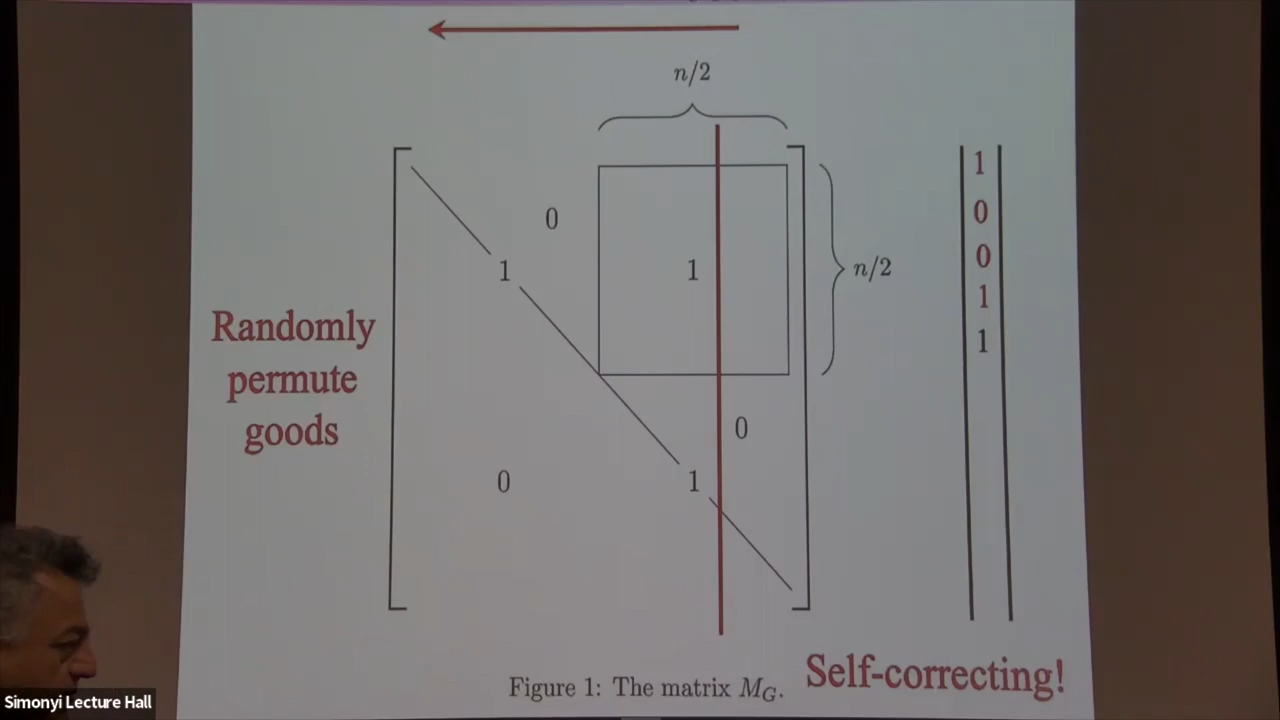 n/2
0
1
1
n/2
0
0
1
Randomly
permute
goods
1
0
0
1
1
Figure 1: The matrix M_G.
Self-correcting!
Simonyi Lecture Hall